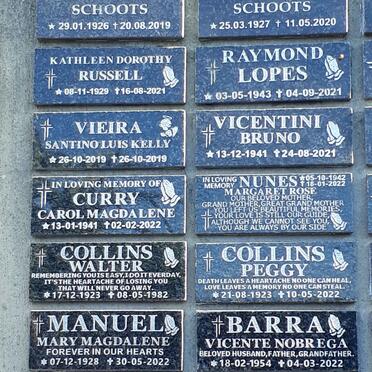 SCHOOTS
★ 29.01.1926 ✝ 20.08.2019
SCHOOTS
★ 25.03.1927 ✝ 11.05.2020
KATHLEEN DOROTHY
RUSSELL
★ 08-11-1929 ✝ 16-08-2021
RAYMOND
LOPES
★ 03-05-1943 ✝ 04-09-2021
VIEIRA
SANTINO LUIS KELLY
★ 26-10-2019 ✝ 26-10-2019
VICENTINI
BRUNO
★ 13-12-1941 ✝ 24-08-2021
IN LOVING MEMORY OF
CURRY
CAROL MAGDALENE
★ 13-01-1941 ✝ 02-02-2022
IN LOVING MEMORY NUNES ★ 05-10-1942 ✝ 18-01-2022
MARGARET ROSE
OUR BELOVED MOTHER,
GRAND MOTHER, GREAT GRAND MOTHER
YOU LEFT US BEAUTIFUL MEMORIES,
YOUR LOVE IS STILL OUR GUIDE,
ALTHOUGH WE CANNOT SEE YOU
YOU ARE ALWAYS BY OUR SIDE
COLLINS
WALTER
REMEMBERING YOU IS EASY, I DO IT EVERDAY,
IT'S THE HEARTACHE OF LOSING YOU
THAT WILL NEVER GO AWAY.
★ 17-12-1923 ✝ 08-05-1982
COLLINS
PEGGY
DEATH LEAVES A HEARTACHE NO ONE CAN HEAL,
LOVE LEAVES A MEMORY NO ONE CAN STEAL
★ 21-08-1923 ✝ 10-05-2022
MANUEL
MARY MAGDALENE
FOREVER IN OUR HEARTS
★ 07-12-1928 ✝ 30-05-2022
BARRA
VICENTE NOBREGA
BELOVED HUSBAND, FATHER, GRANDFATHER.
★ 18-02-1954 ✝ 04-03-2022